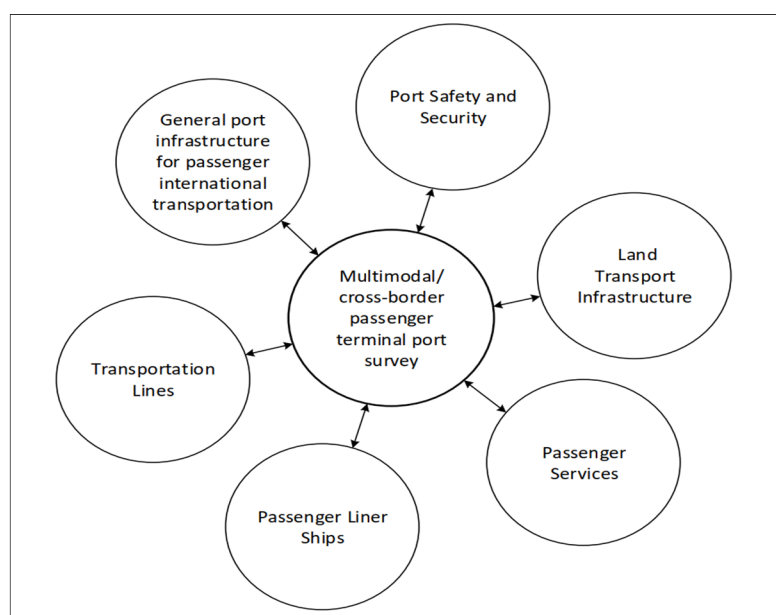 Port Safety and
Security
General port
infrastructure
for passenger
international
transportation
Land
Transport
Infrastructure
Multimodal/
cross-border
passenger
terminal port
survey
Transportation
Lines
Passenger
Services
Passenger Liner
Ships